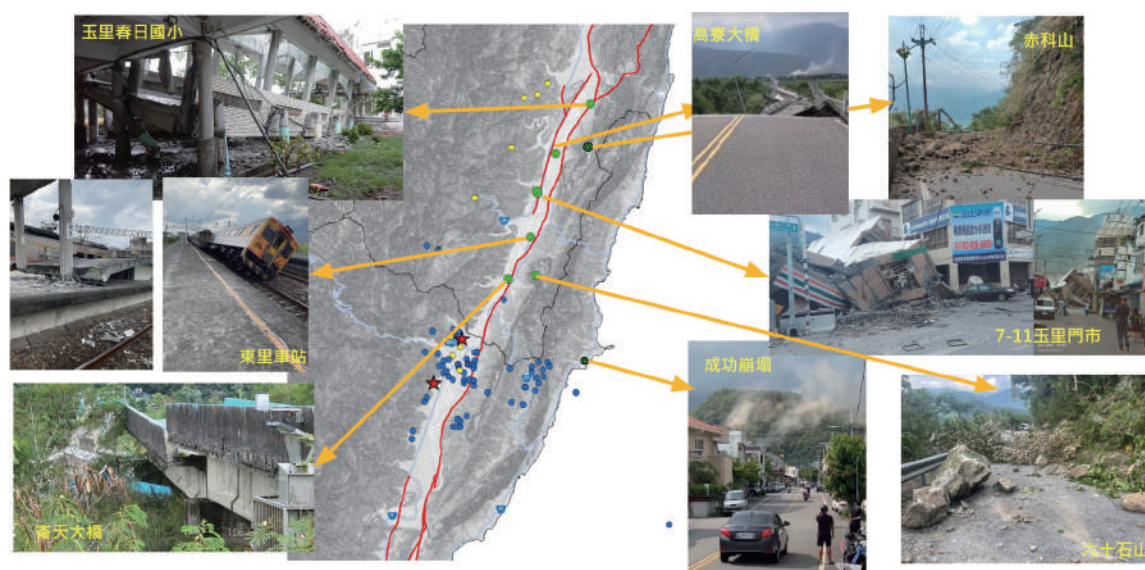 玉里春日國小
高寮大橋
赤科山
東里車站
7-11玉里門市
成功崩塌
崙天大橋
六十石山